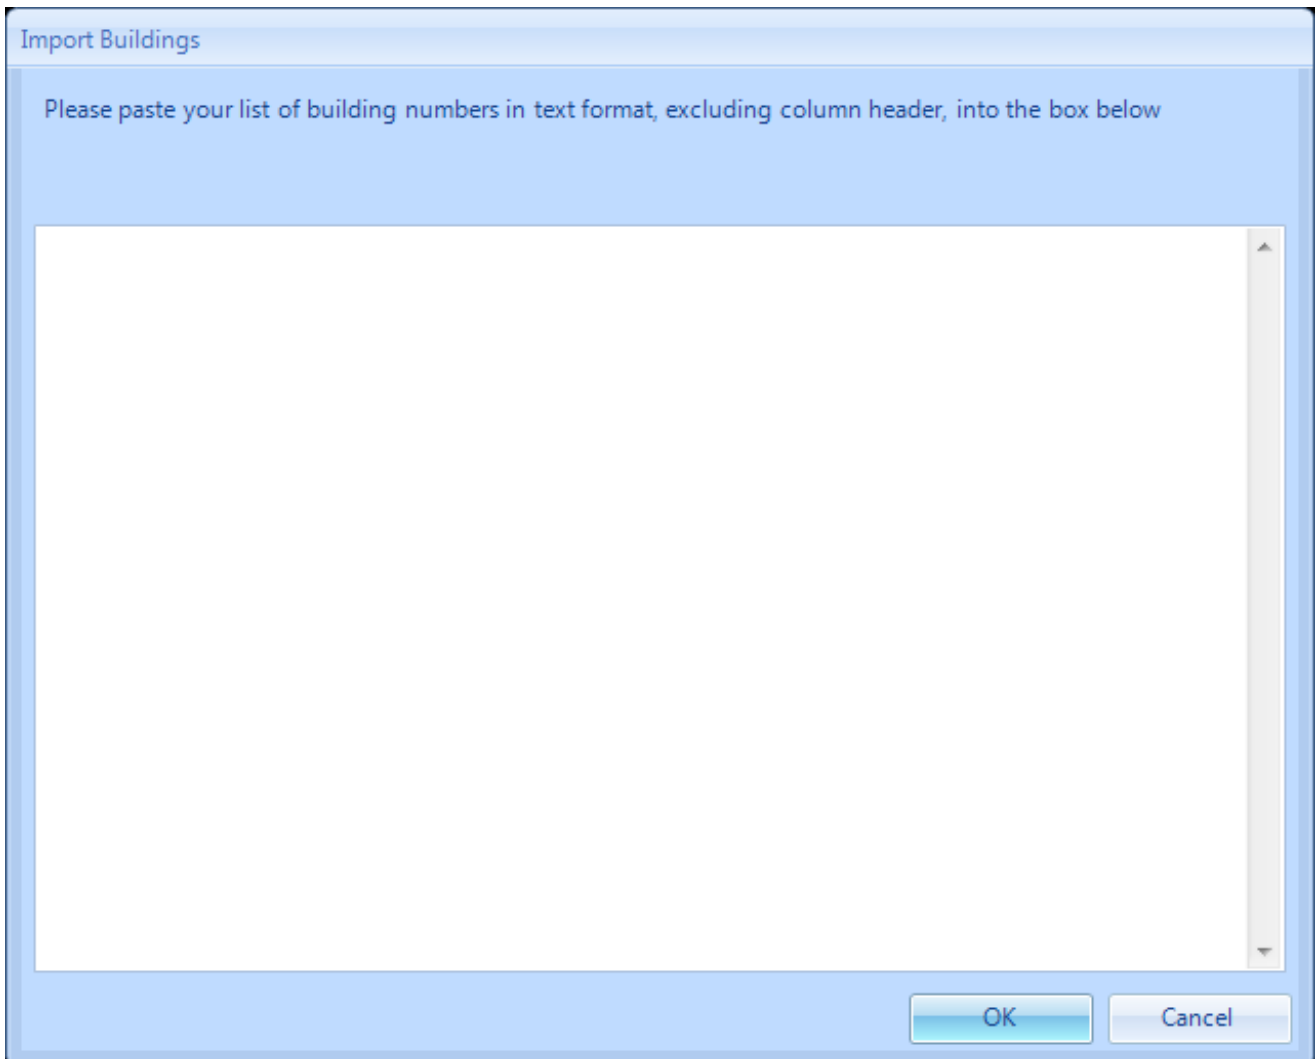 Import Buildings
Please paste your list of building numbers in text format, excluding column header, into the box below
OK
Cancel